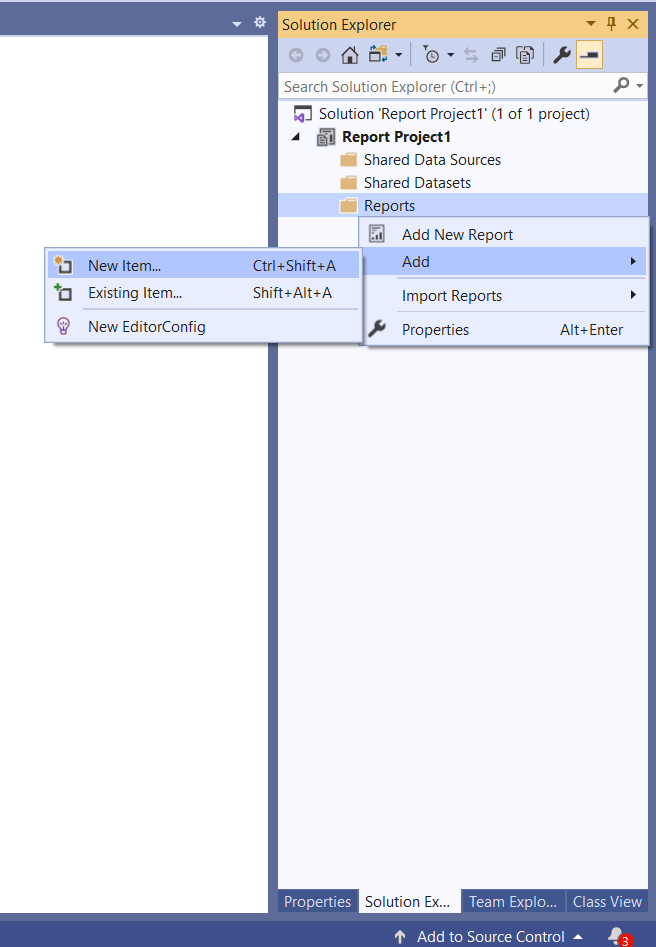 Solution Explorer
Search Solution Explorer (Ctrl+;)
Solution 'Report Project1' (1 of 1 project)
Report Project1
Shared Data Sources
Shared Datasets
Reports
Add New Report
Add
Import Reports
Properties Alt+Enter
New Item... Ctrl+Shift+A
Existing Item... Shift+Alt+A
New EditorConfig
Properties Solution Ex... Team Explo... Class View
Add to Source Control 3